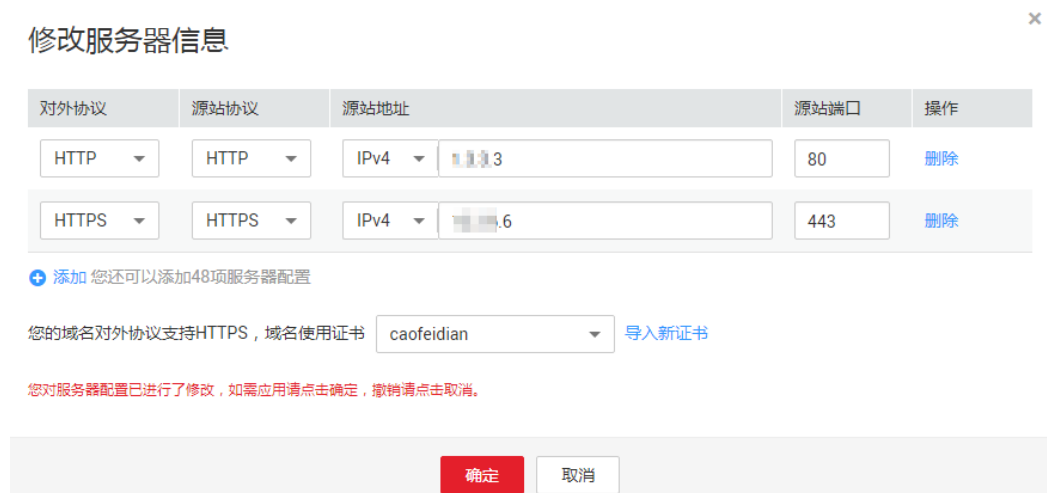 ×
修改服务器信息
对外协议 源站协议 源站地址 源站端口 操作
HTTP HTTP IPv4 .3 80 删除
HTTPS HTTPS IPv4 .6 443 删除
添加 您还可以添加48项服务器配置
您的域名对外协议支持HTTPS，域名使用证书 caofeidian 导入新证书
您对服务器配置已进行了修改，如需应用请点击确定，撤销请点击取消。
确定 取消